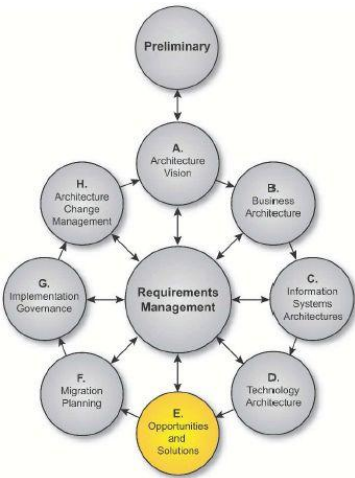 Preliminary
A.
Architecture
Vision
H.
Architecture
Change
Management
B.
Business
Architecture
G.
Implementation
Governance
Requirements
Management
C.
Information
Systems
Architectures
F.
Migration
Planning
D.
Technology
Architecture
E.
Opportunities
and
Solutions